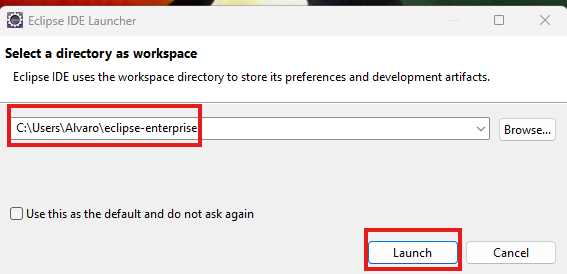 Eclipse IDE Launcher
Select a directory as workspace
Eclipse IDE uses the workspace directory to store its preferences and development artifacts.
C:\Users\Alvaro\eclipse-enterprise
Browse...
Use this as the default and do not ask again
Launch
Cancel